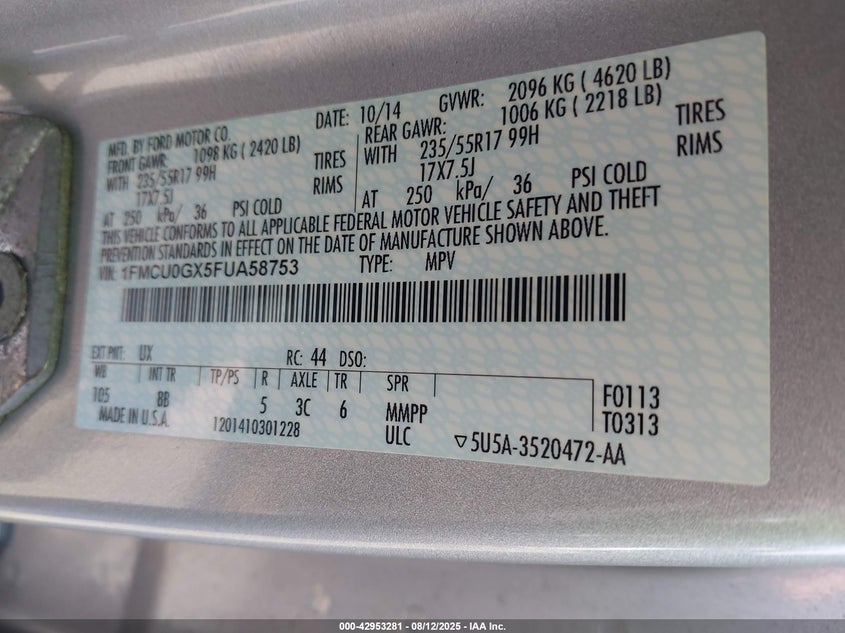 MFD. BY FORD MOTOR CO.
DATE: 10/14 GVWR: 2096 KG ( 4620 LB)
FRONT GAWR: 1098 KG ( 2420 LB)
REAR GAWR: 1006 KG ( 2218 LB)
WITH 235/55R17 99H TIRES
WITH 235/55R17 99H TIRES
17X7.5J RIMS
17X7.5J RIMS
AT 250 kPa/ 36 PSI COLD
AT 250 kPa/ 36 PSI COLD
THIS VEHICLE CONFORMS TO ALL APPLICABLE FEDERAL MOTOR VEHICLE SAFETY AND THEFT
PREVENTION STANDARDS IN EFFECT ON THE DATE OF MANUFACTURE SHOWN ABOVE.
VIN: 1FMCU0GX5FUA58753 TYPE: MPV
EXT PNT: UX RC: 44 DSO:
WB INT TR TP/PS R AXLE TR SPR
105 BB 5 3C 6 MMPP
F0113
T0313
MADE IN U.S.A. 1201410301228 ULC ▽5U5A-3520472-AA
000-42953281 - 08/12/2025 - IAA Inc.